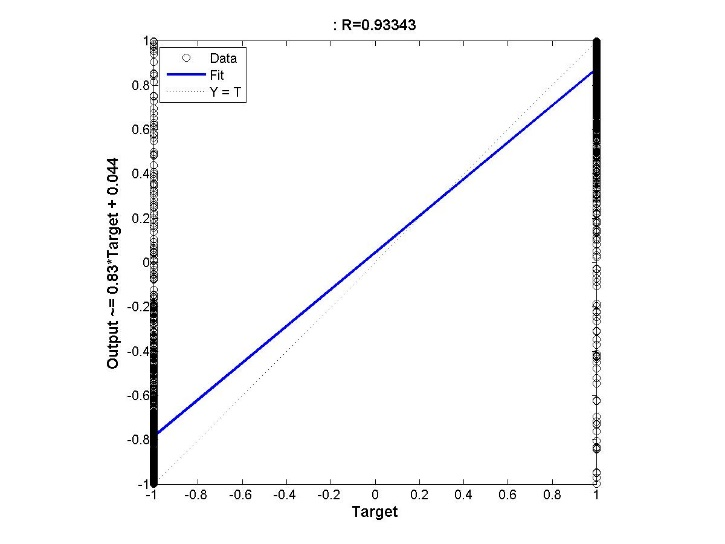 : R=0.93343
Data
Fit
Y = T
Output ~= 0.83*Target + 0.044
1
0.8
0.6
0.4
0.2
0
-0.2
-0.4
-0.6
-0.8
-1
-1 -0.8 -0.6 -0.4 -0.2 0 0.2 0.4 0.6 0.8 1
Target